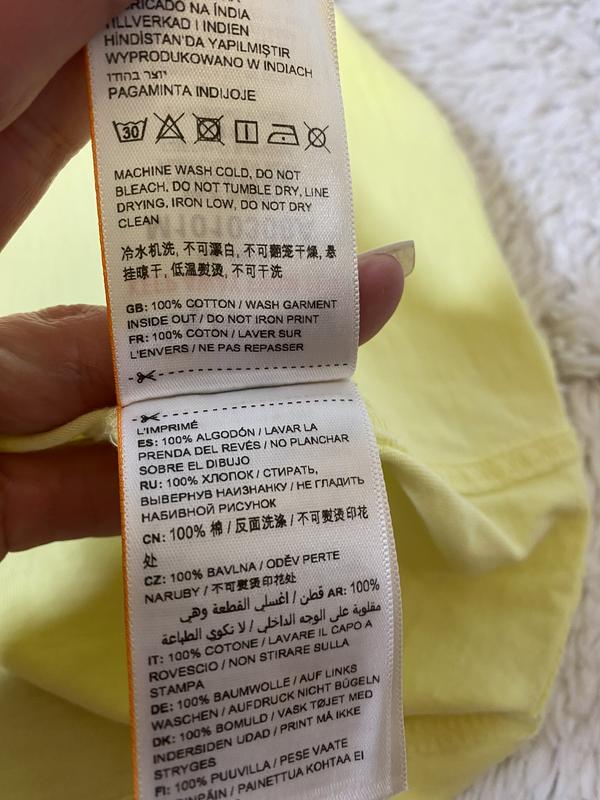 FABRICADO NA ÍNDIA
TILLVERKAD I INDIEN
HİNDİSTAN'DA YAPILMIŞTIR
WYPRODUKOWANO W INDIACH
יוצר בהודו
PAGAMINTA INDIJOJE
30
MACHINE WASH COLD, DO NOT
BLEACH, DO NOT TUMBLE DRY, LINE
DRYING, IRON LOW, DO NOT DRY
CLEAN
冷水机洗, 不可漂白, 不可翻笼干燥, 悬
挂晾干, 低温熨烫, 不可干洗
GB: 100% COTTON / WASH GARMENT
INSIDE OUT / DO NOT IRON PRINT
FR: 100% COTON / LAVER SUR
L'ENVERS / NE PAS REPASSER
L'IMPRIMÉ
ES: 100% ALGODÓN / LAVAR LA
PRENDA DEL REVÉS / NO PLANCHAR
SOBRE EL DIBUJO
RU: 100% ХЛОПОК / СТИРАТЬ,
ВЫВЕРНУВ НАИЗНАНКУ / НЕ ГЛАДИТЬ
НАБИВНОЙ РИСУНОК
CN: 100% 棉 / 反面洗涤 / 不可熨烫印花
处
CZ: 100% BAVLNA / ODĚV PERTE
NARUBY / 不可熨烫印花处
AR: 100% قطن / اغسلي القطعة وهي
مقلوبة على الوجه الداخلي / لا تكوي الطباعة
IT: 100% COTONE / LAVARE IL CAPO A
ROVESCIO / NON STIRARE SULLA
STAMPA
DE: 100% BAUMWOLLE / AUF LINKS
WASCHEN / AUFDRUCK NICHT BÜGELN
DK: 100% BOMULD / VASK TØJET MED
INDERSIDEN UDAD / PRINT MÅ IKKE
STRYGES
FI: 100% PUUVILLA / PESE VAATE
/ PAINETTUA KOHTAA EI